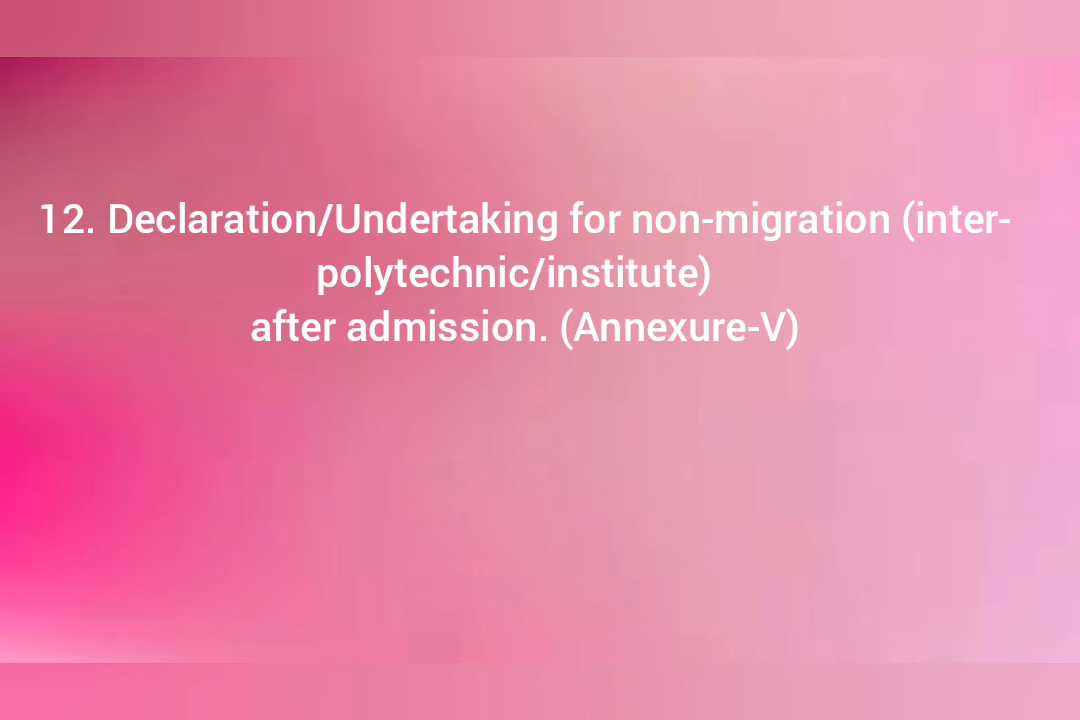 12. Declaration/Undertaking for non-migration (inter-
polytechnic/institute)
after admission. (Annexure-V)